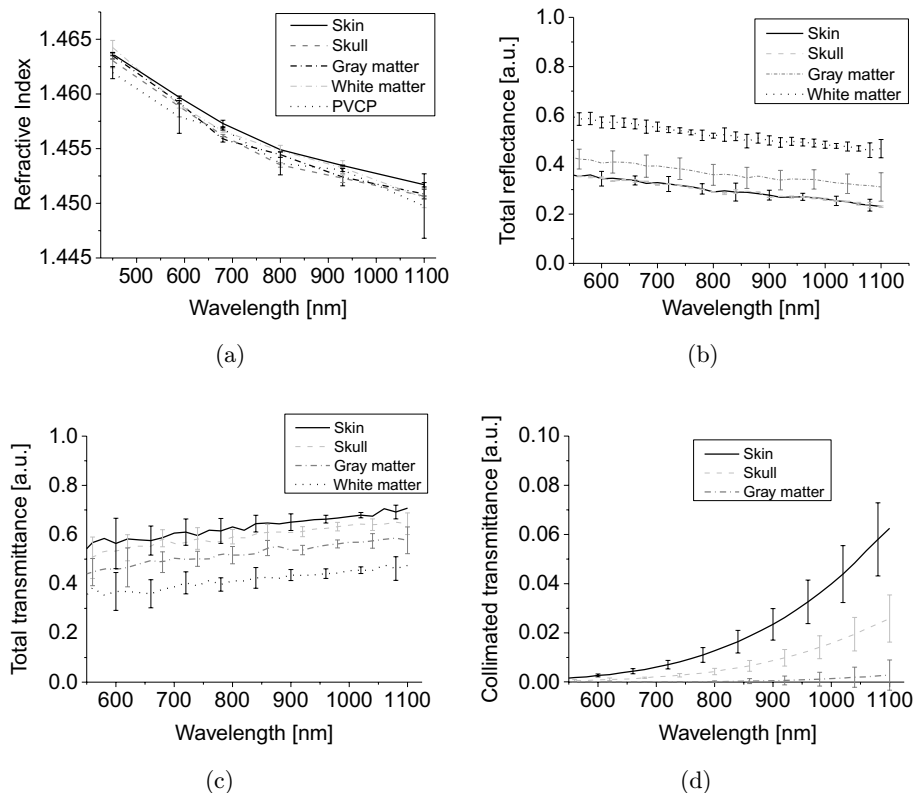 Refractive Index
1.465
1.460
1.455
1.450
1.445
500 600 700 800 900 1000 1100
Wavelength [nm]
Skin
Skull
Gray matter
White matter
PVCP
(a)
Total reflectance [a.u.]
1.0
0.8
0.6
0.4
0.2
0.0
600 700 800 900 1000 1100
Wavelength [nm]
Skin
Skull
Gray matter
White matter
(b)
Total transmittance [a.u.]
1.0
0.8
0.6
0.4
0.2
0.0
600 700 800 900 1000 1100
Wavelength [nm]
Skin
Skull
Gray matter
White matter
(c)
Collimated transmittance [a.u.]
0.10
0.08
0.06
0.04
0.02
0.00
600 700 800 900 1000 1100
Wavelength [nm]
Skin
Skull
Gray matter
(d)